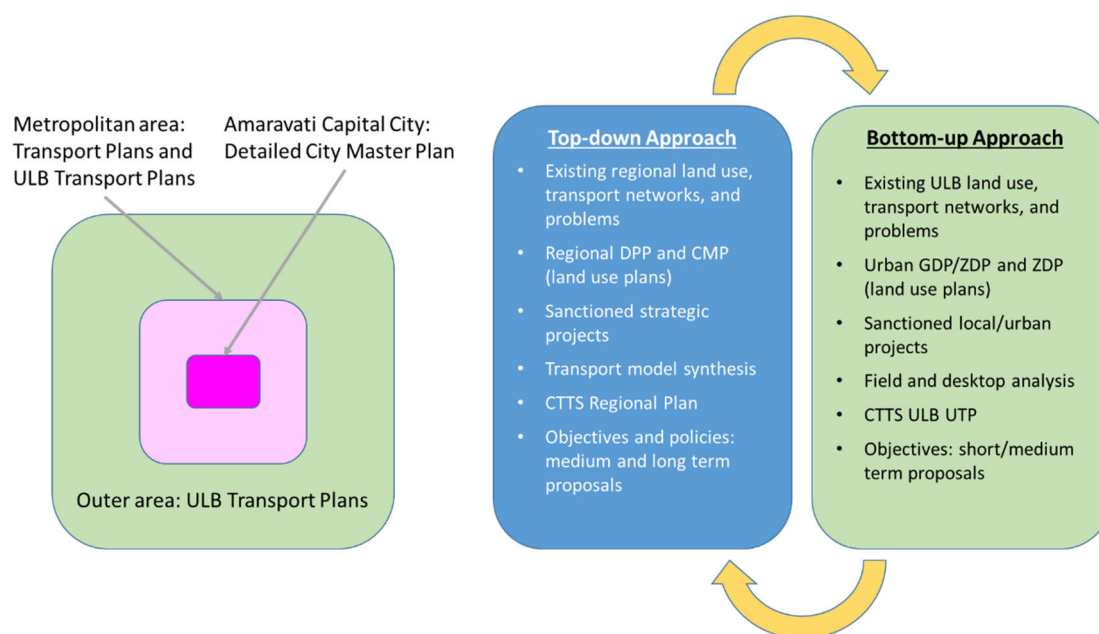 Metropolitan area:
Transport Plans and
ULB Transport Plans
Amaravati Capital City:
Detailed City Master Plan
Outer area: ULB Transport Plans
Top-down Approach
• Existing regional land use,
transport networks, and
problems
• Regional DPP and CMP
(land use plans)
• Sanctioned strategic
projects
• Transport model synthesis
• CTTS Regional Plan
• Objectives and policies:
medium and long term
proposals
Bottom-up Approach
• Existing ULB land use,
transport networks, and
problems
• Urban GDP/ZDP and ZDP
(land use plans)
• Sanctioned local/urban
projects
• Field and desktop analysis
• CTTS ULB UTP
• Objectives: short/medium
term proposals